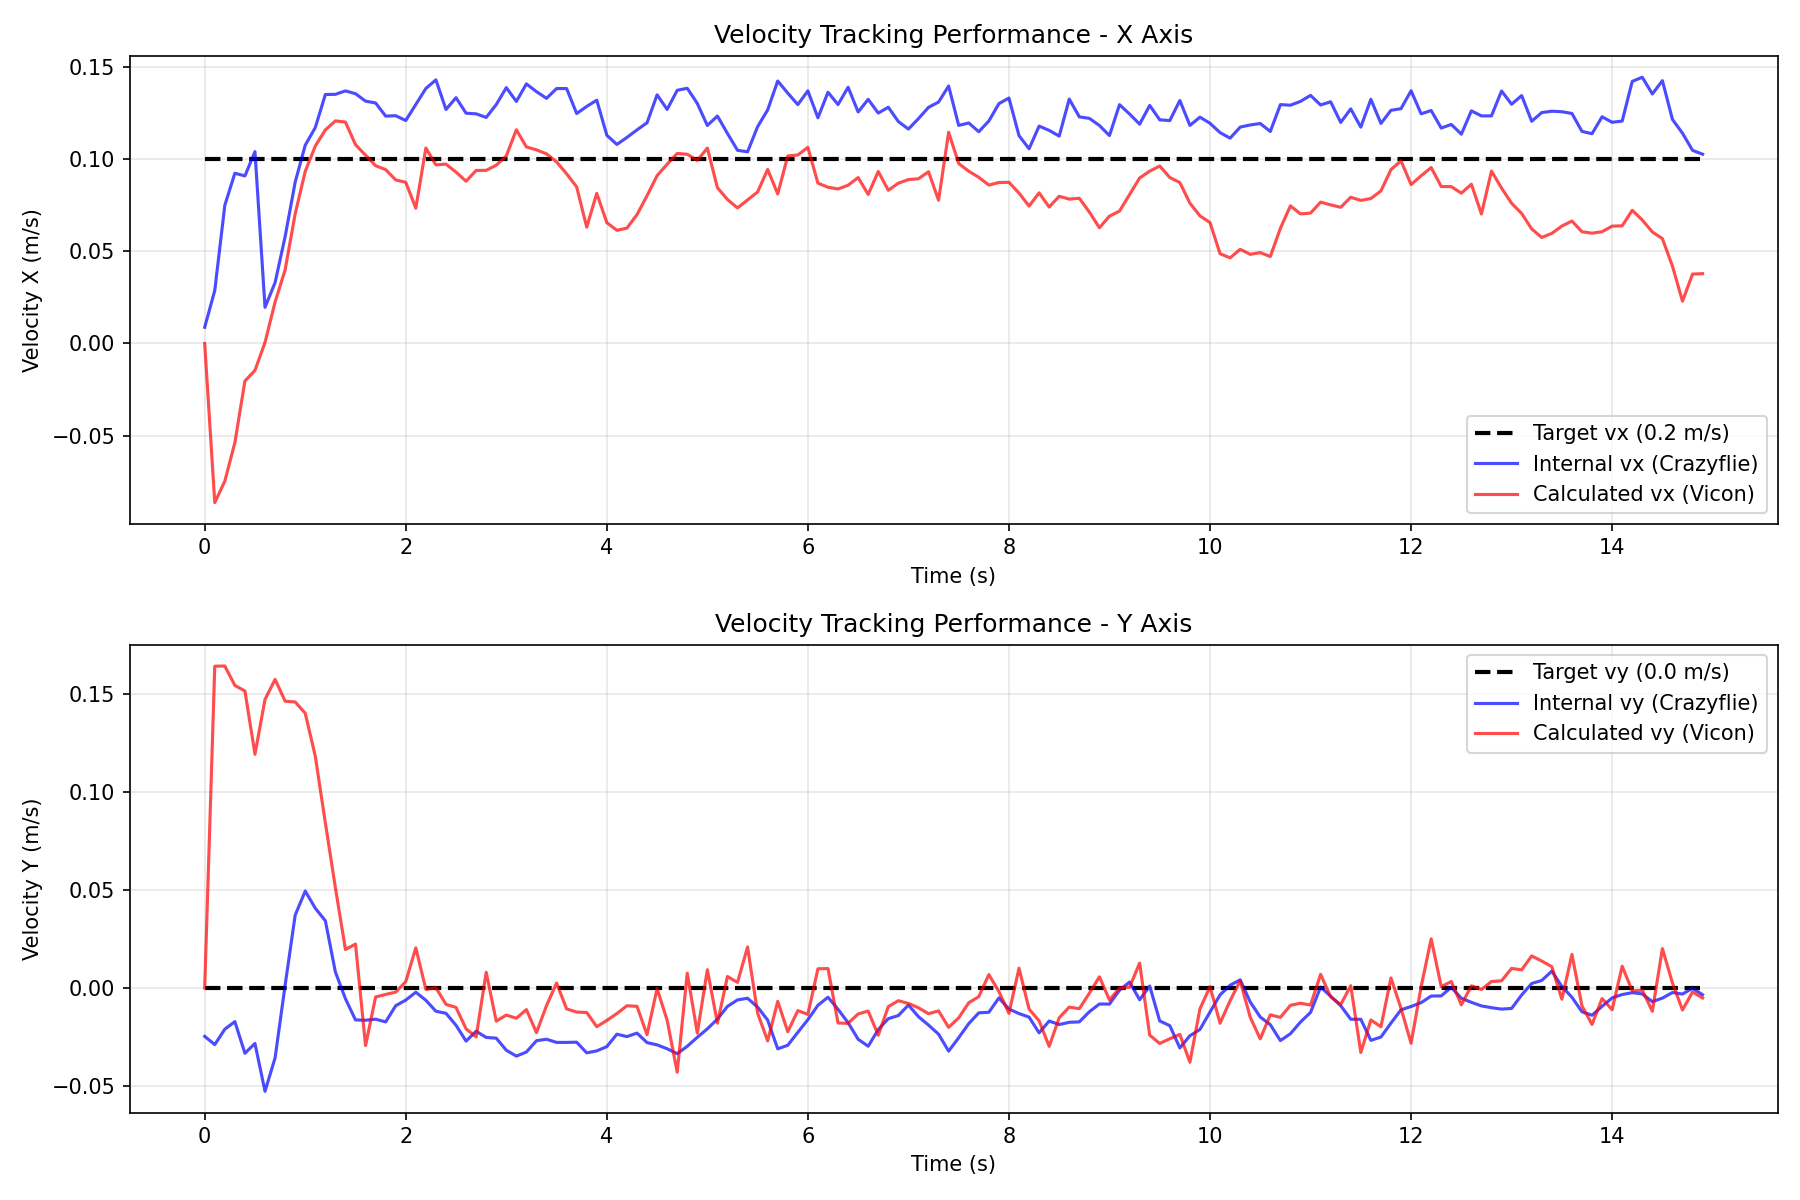 Velocity Tracking Performance - X Axis
0.15
0.10
0.05
0.00
−0.05
Velocity X (m/s)
Target vx (0.2 m/s)
Internal vx (Crazyflie)
Calculated vx (Vicon)
0 2 4 6 8 10 12 14
Time (s)
Velocity Tracking Performance - Y Axis
0.15
0.10
0.05
0.00
−0.05
Velocity Y (m/s)
Target vy (0.0 m/s)
Internal vy (Crazyflie)
Calculated vy (Vicon)
0 2 4 6 8 10 12 14
Time (s)